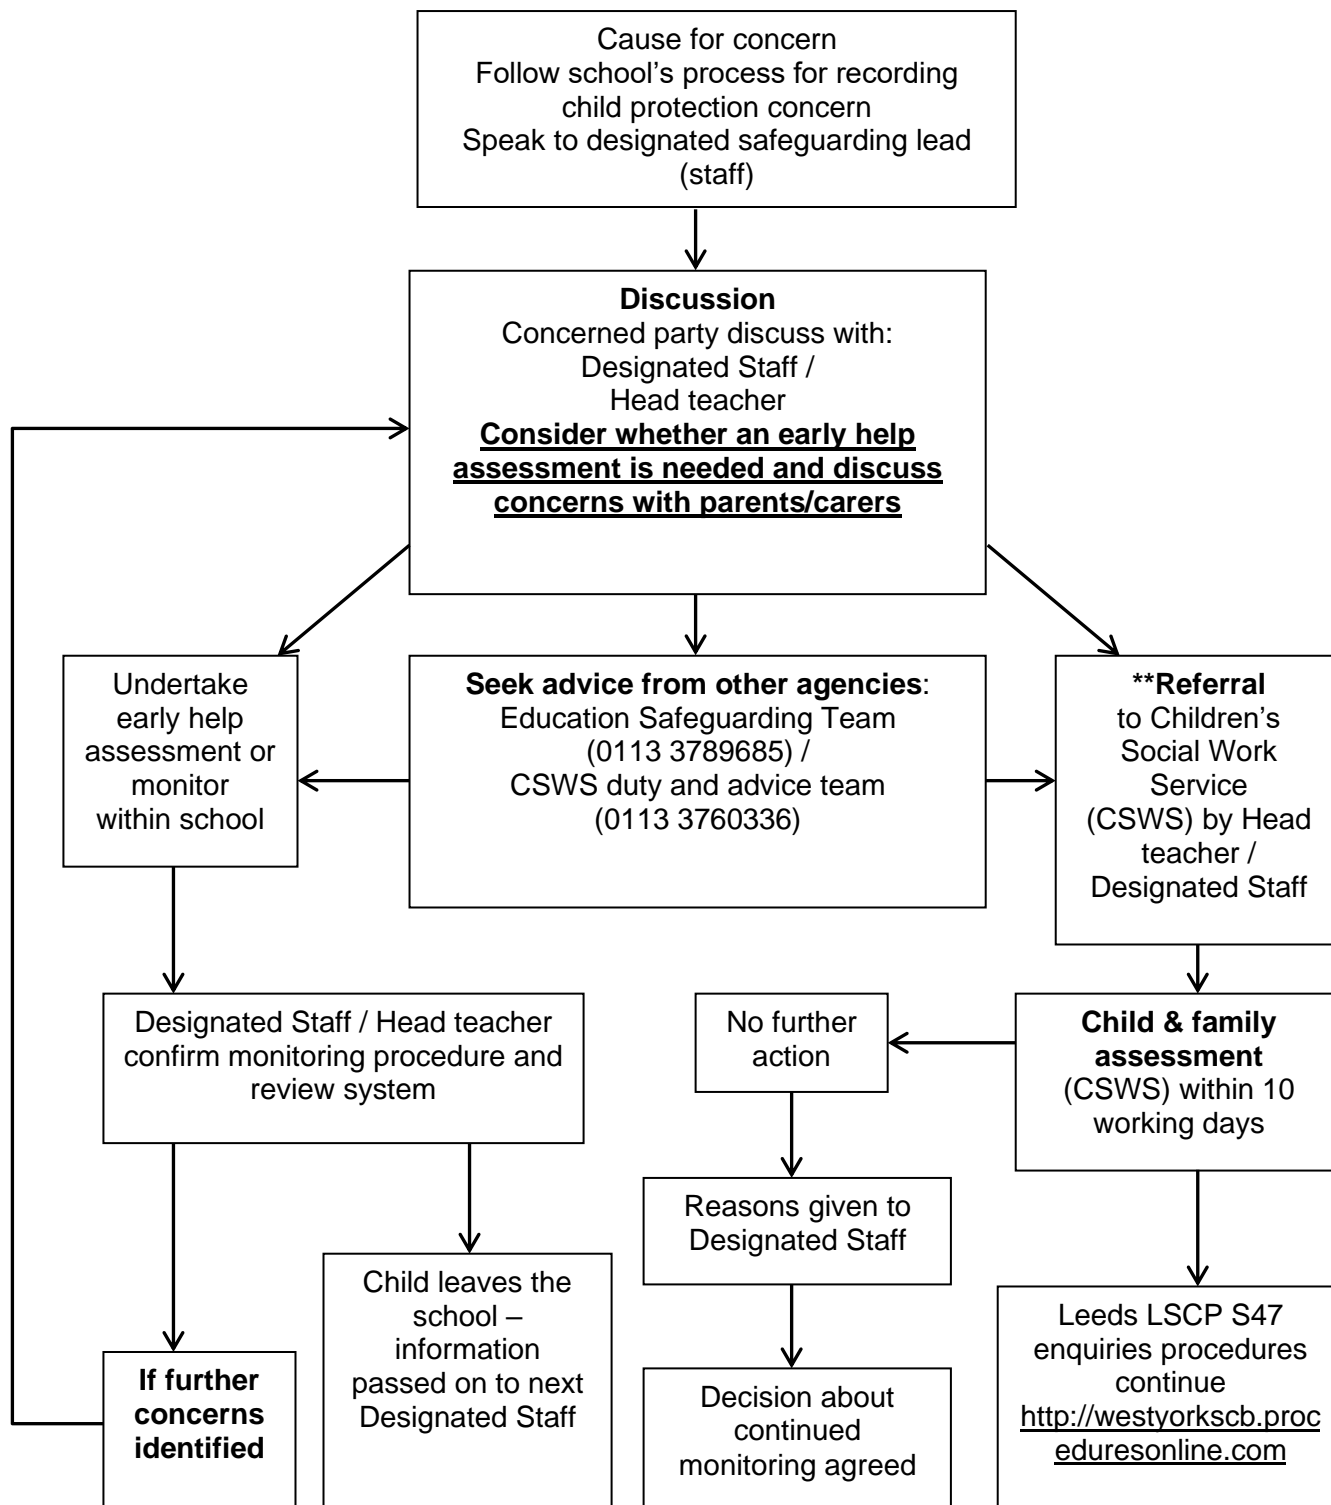 Cause for concern
Follow school’s process for recording
child protection concern
Speak to designated safeguarding lead
(staff)
Discussion
Concerned party discuss with:
Designated Staff /
Head teacher
Consider whether an early help
assessment is needed and discuss
concerns with parents/carers
Undertake
early help
assessment or
monitor
within school
Seek advice from other agencies:
Education Safeguarding Team
(0113 3789685) /
CSWS duty and advice team
(0113 3760336)
**Referral
to Children’s
Social Work
Service
(CSWS) by Head
teacher /
Designated Staff
Designated Staff / Head teacher
confirm monitoring procedure and
review system
No further
action
Child & family
assessment
(CSWS) within 10
working days
Reasons given to
Designated Staff
If further
concerns
identified
Child leaves the
school –
information
passed on to next
Designated Staff
Decision about
continued
monitoring agreed
Leeds LSCP S47
enquiries procedures
continue
http://westyorkscb.proc
eduresonline.com